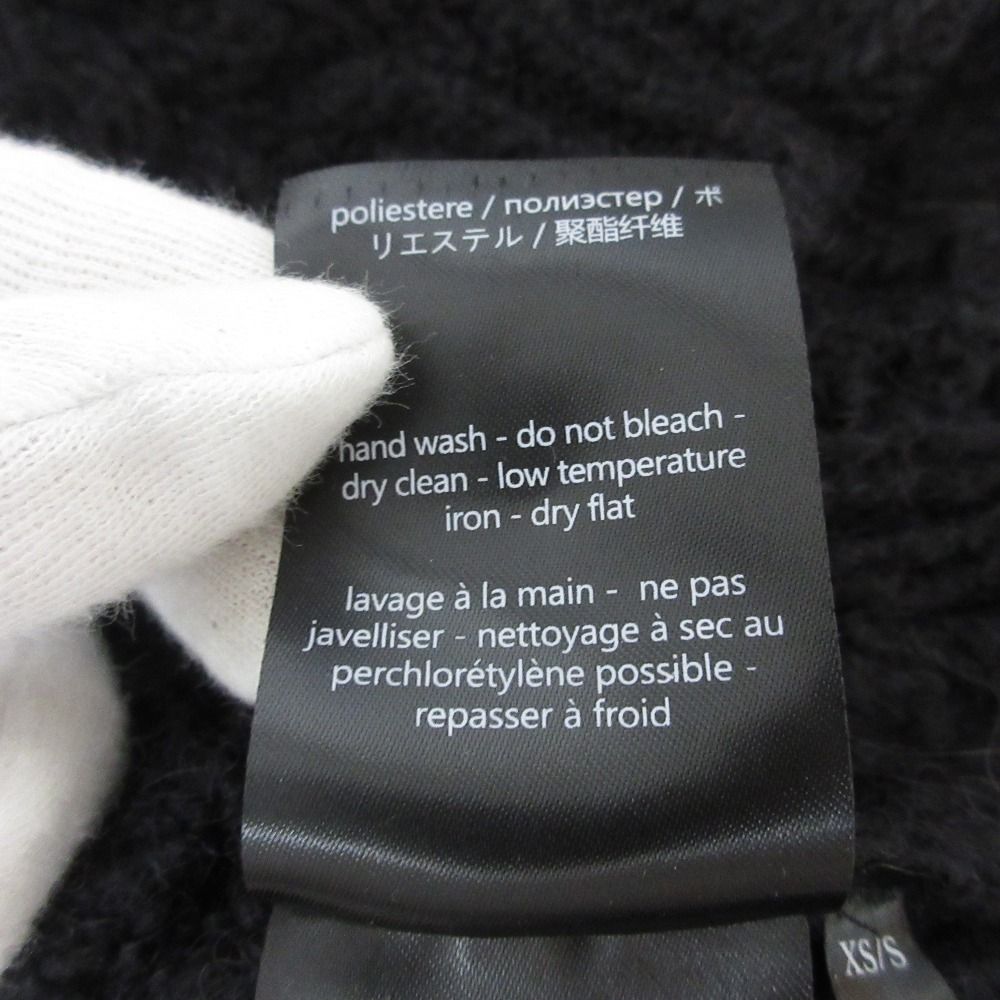 poliestere / полиэстер / ポ
リエステル / 聚酯纤维
hand wash - do not bleach -
dry clean - low temperature
iron - dry flat
lavage à la main - ne pas
javelliser - nettoyage à sec au
perchlorétylène possible -
repasser à froid
XS/S